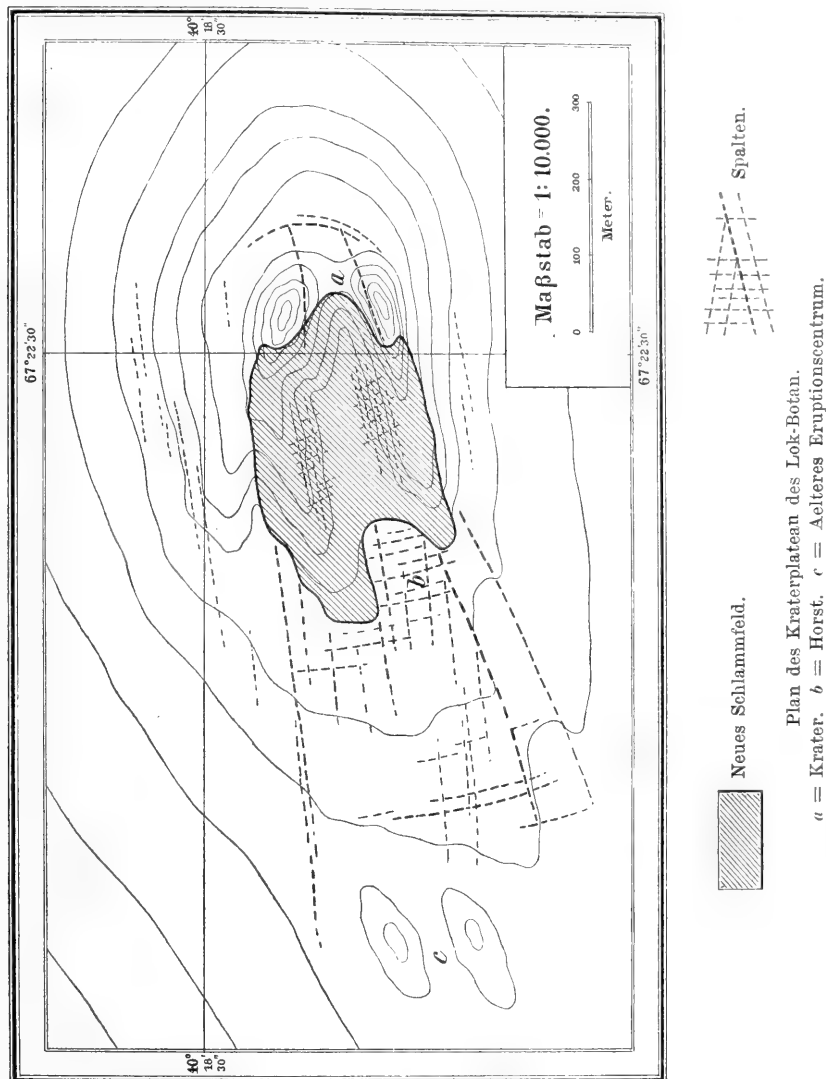 67°22'30"
40°
18'
30"
40°
18'
30"
a
b
c
Maßstab = 1:10.000.
0 100 200 300
Meter.
67°22'30"
Neues Schlammfeld.
Spalten.
Plan des Kraterplatean des Lok-Botan.
a = Krater. b = Horst. c = Aelteres Eruptionscentrum.